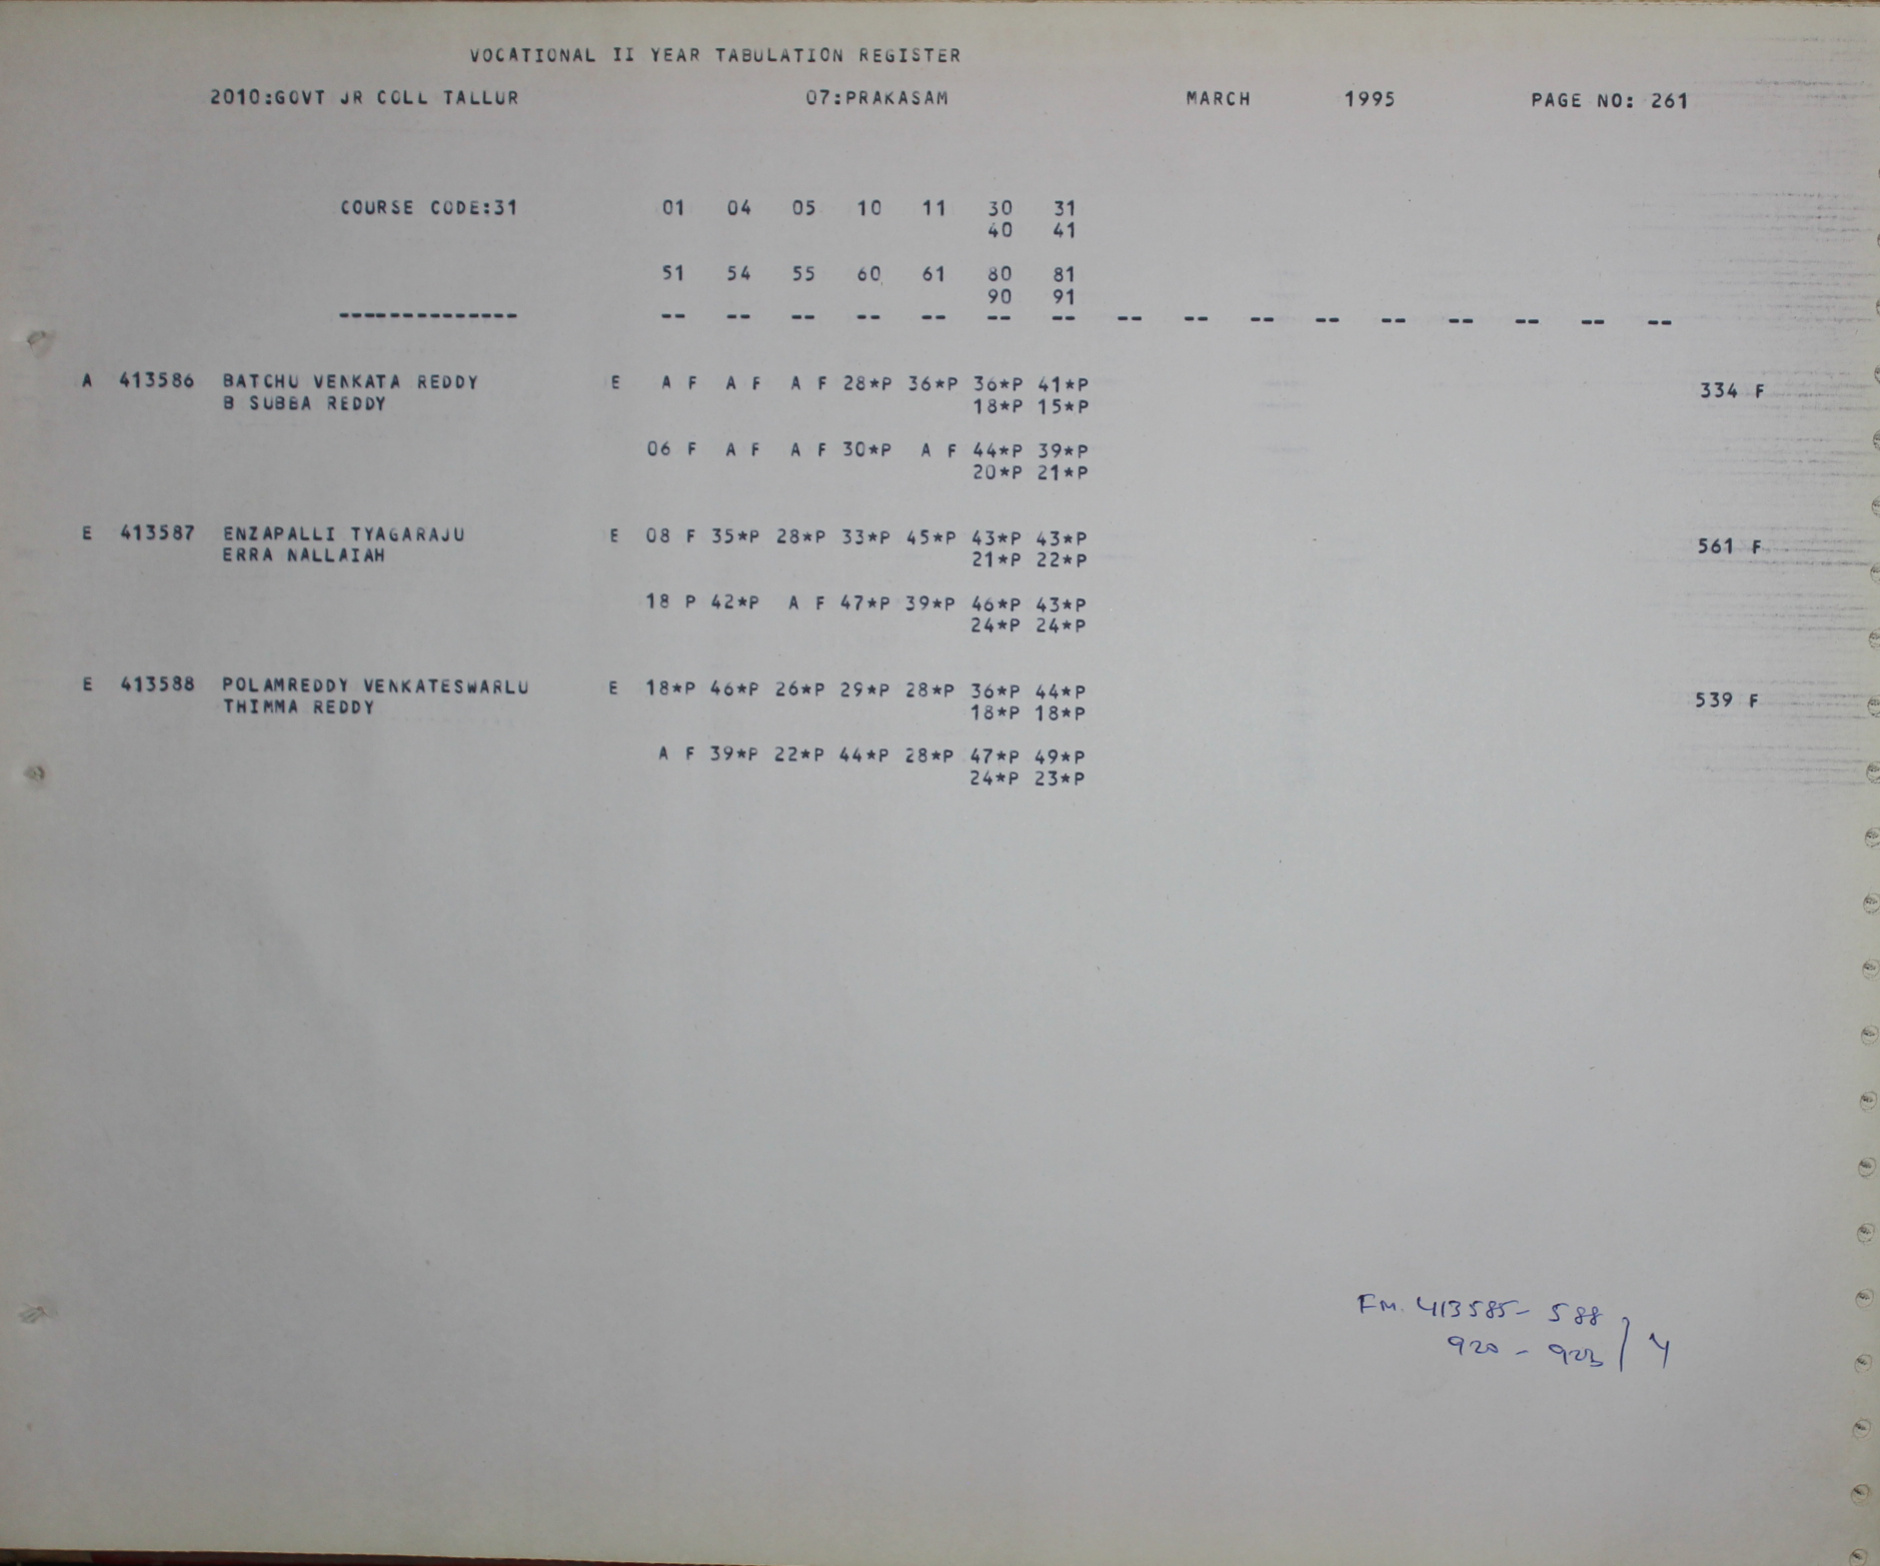 VOCATIONAL II YEAR TABULATION REGISTER
2010:GOVT JR COLL TALLUR 07:PRAKASAM MARCH 1995 PAGE NO: 261
COURSE CODE:31 01 04 05 10 11 30 31
40 41
51 54 55 60 61 80 81
90 91
-------------- -- -- -- -- -- -- -- -- -- -- -- -- -- -- -- --
A 413586 BATCHU VENKATA REDDY E A F A F A F 28*P 36*P 36*P 41*P 334 F
B SUBBA REDDY 18*P 15*P
06 F A F A F 30*P A F 44*P 39*P
20*P 21*P
E 413587 ENZAPALLI TYAGARAJU E 08 F 35*P 28*P 33*P 45*P 43*P 43*P 561 F
ERRA NALLAIAH 21*P 22*P
18 P 42*P A F 47*P 39*P 46*P 43*P
24*P 24*P
E 413588 POLAMREDDY VENKATESWARLU E 18*P 46*P 26*P 29*P 28*P 36*P 44*P 539 F
THIMMA REDDY 18*P 18*P
A F 39*P 22*P 44*P 28*P 47*P 49*P
24*P 23*P
FM. 413585- 588
920 - 923